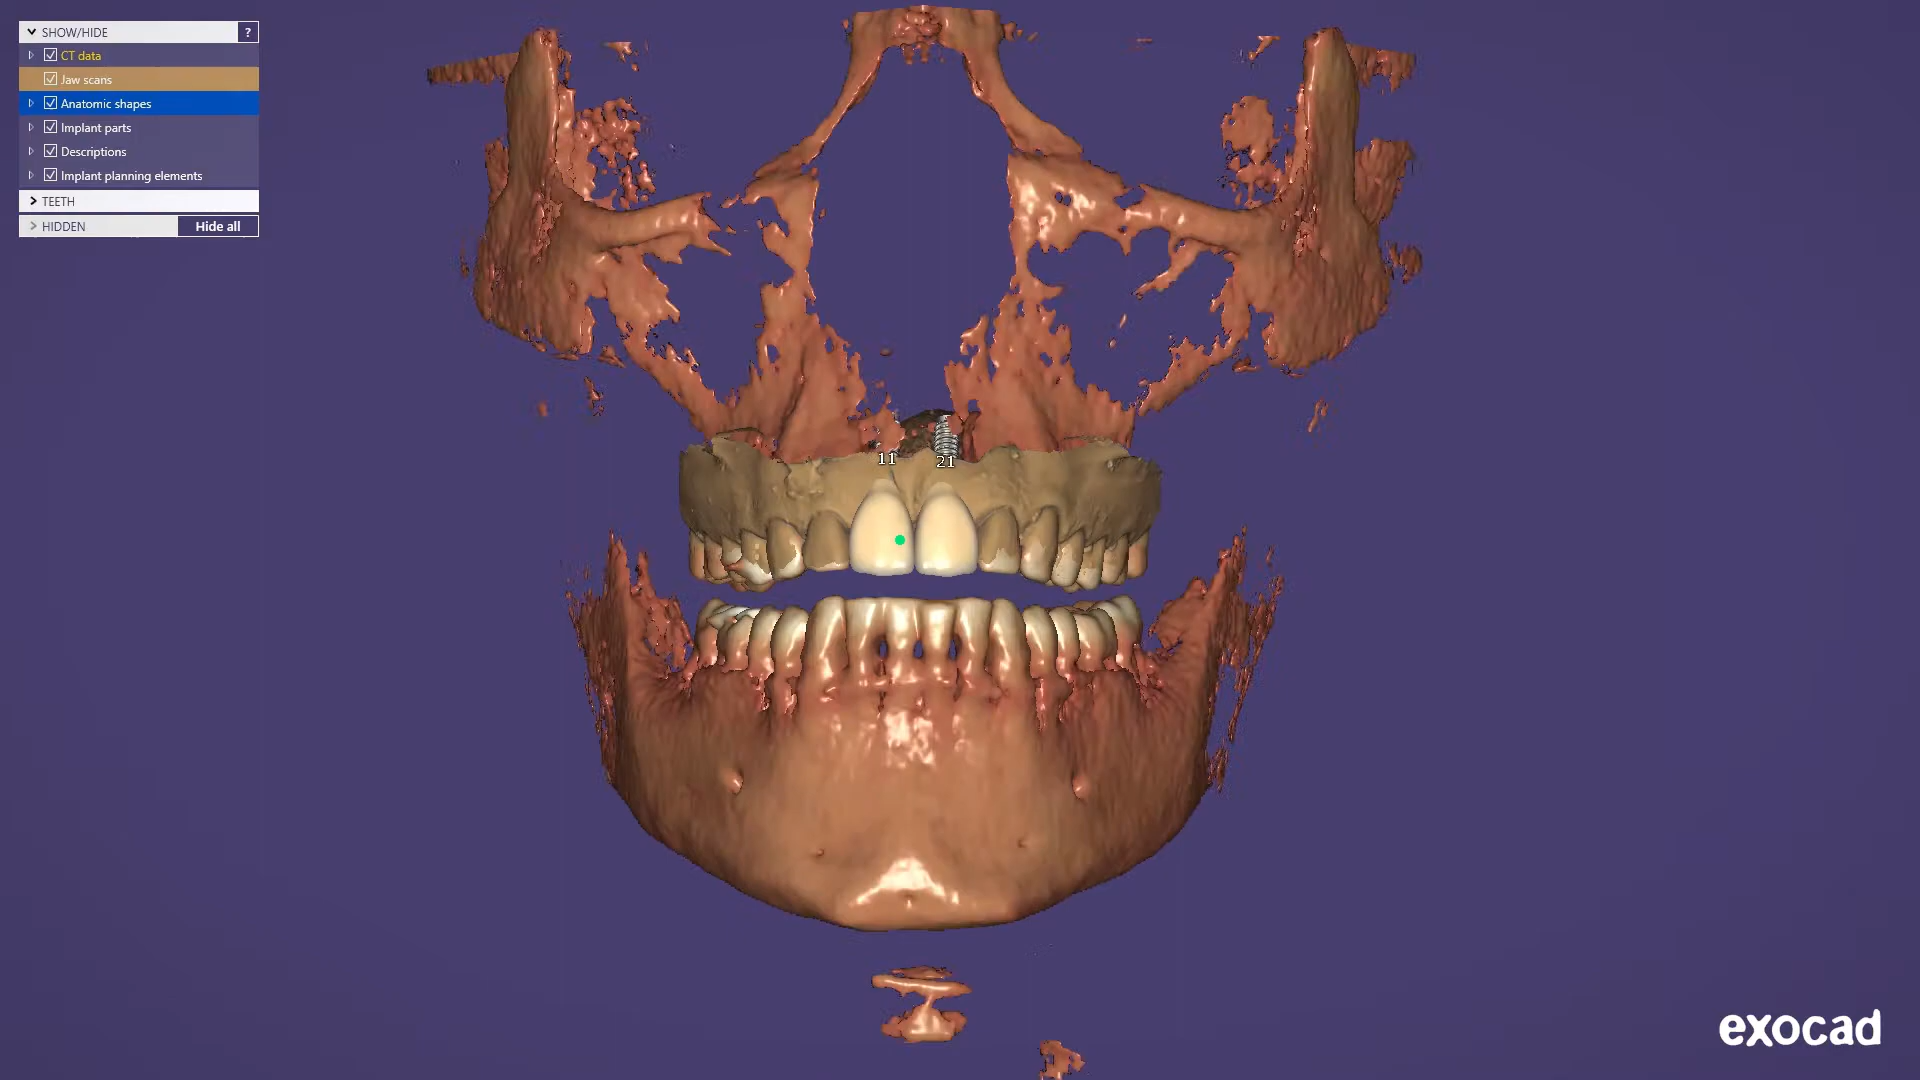 SHOW/HIDE ?
CT data
Jaw scans
Anatomic shapes
Implant parts
Descriptions
Implant planning elements
TEETH
HIDDEN Hide all
11 21
exocad